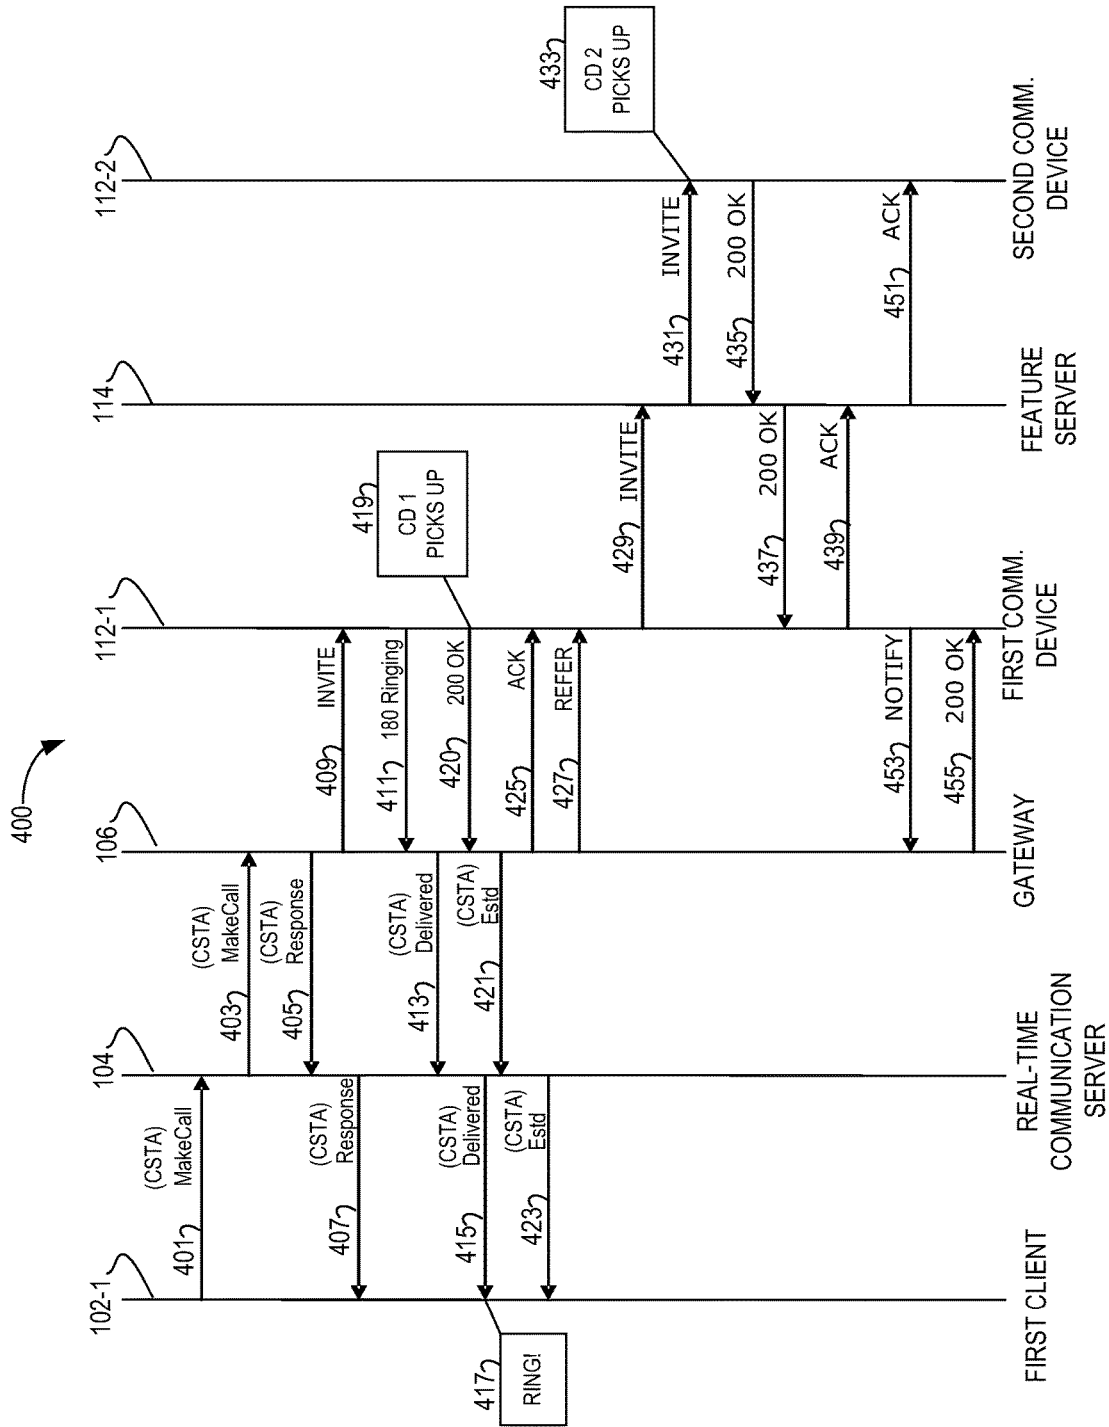 400
102-1
104
106
112-1
114
112-2
(CSTA)
MakeCall
401
(CSTA)
MakeCall
403
(CSTA)
Response
405
(CSTA)
Response
407
INVITE
409
180 Ringing
411
(CSTA)
Delivered
413
(CSTA)
Delivered
415
417
RING!
419
CD 1
PICKS UP
200 OK
420
(CSTA)
Estd
421
(CSTA)
Estd
423
ACK
425
REFER
427
INVITE
429
INVITE
431
433
CD 2
PICKS UP
200 OK
435
200 OK
437
ACK
439
ACK
451
NOTIFY
453
200 OK
455
FIRST CLIENT
REAL-TIME
COMMUNICATION
SERVER
GATEWAY
FIRST COMM.
DEVICE
FEATURE
SERVER
SECOND COMM.
DEVICE